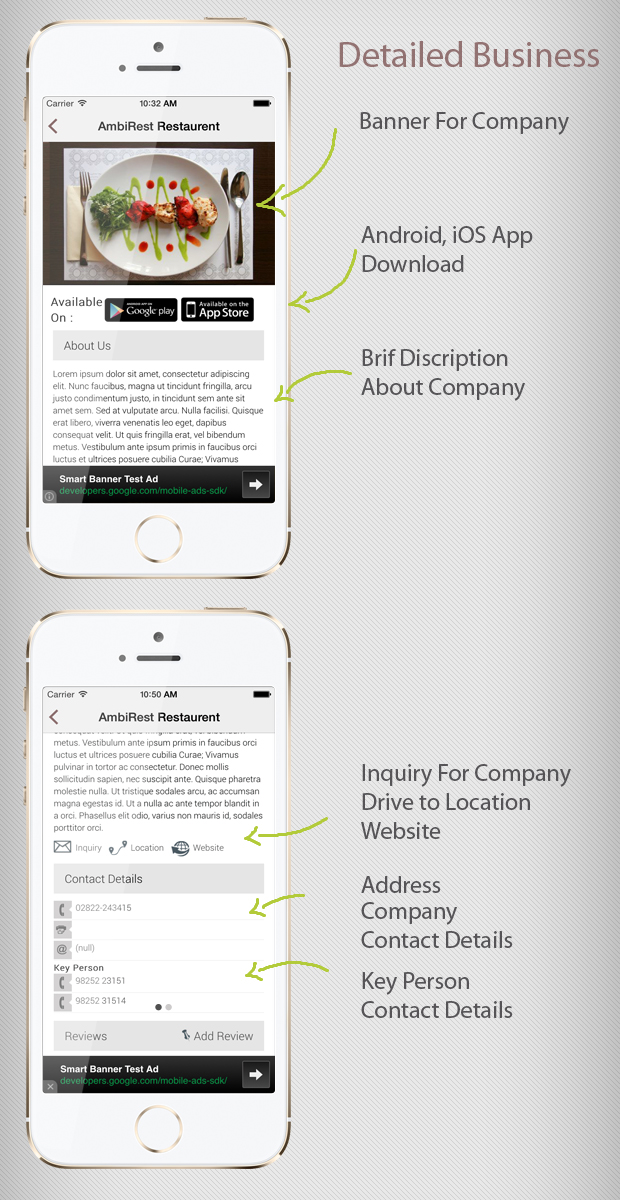 Detailed Business
Carrier 10:32 AM
AmbiRest Restaurent
Banner For Company
Android, iOS App
Download
Available
On :
ANDROID APP ON
Google play
Available on the
App Store
About Us
Brif Discription
About Company
Lorem ipsum dolor sit amet, consectetur adipiscing
elit. Nunc faucibus, magna ut tincidunt fringilla, arcu
justo condimentum justo, in tincidunt sem ante sit
amet sem. Sed at vulputate arcu. Nulla facilisi. Quisque
erat libero, viverra venenatis leo eget, dapibus
consequat velit. Ut quis fringilla erat, vel bibendum
metus. Vestibulum ante ipsum primis in faucibus orci
luctus et ultrices posuere cubilia Curae; Vivamus
Smart Banner Test Ad
developers.google.com/mobile-ads-sdk/
Carrier 10:50 AM
AmbiRest Restaurent
metus. Vestibulum ante ipsum primis in faucibus orci
luctus et ultrices posuere cubilia Curae; Vivamus
pulvinar in tortor ac consectetur. Donec mollis
sollicitudin sapien, nec suscipit ante. Quisque pharetra
molestie nulla. Ut tristique sodales arcu, ac accumsan
magna egestas id. Ut a nulla ac ante tempor blandit in
a orci. Phasellus elit odio, varius non mauris id, sodales
porttitor orci.
Inquiry Location Website
Inquiry For Company
Drive to Location
Website
Contact Details
02822-243415
@ (null)
Address
Company
Contact Details
Key Person
98252 23151
98252 31514
Key Person
Contact Details
Reviews Add Review
Smart Banner Test Ad
developers.google.com/mobile-ads-sdk/